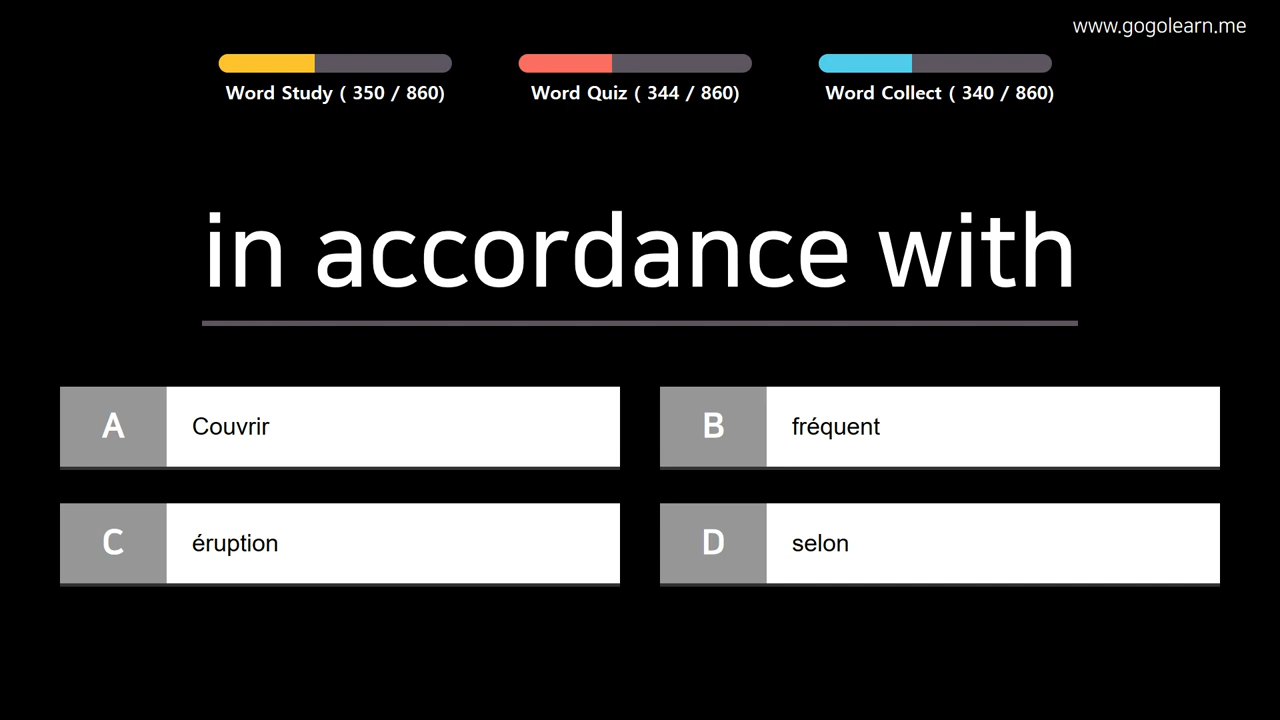 www.gogolearn.me
Word Study ( 350 / 860)
Word Quiz ( 344 / 860)
Word Collect ( 340 / 860)
in accordance with
A Couvrir
B fréquent
C éruption
D selon